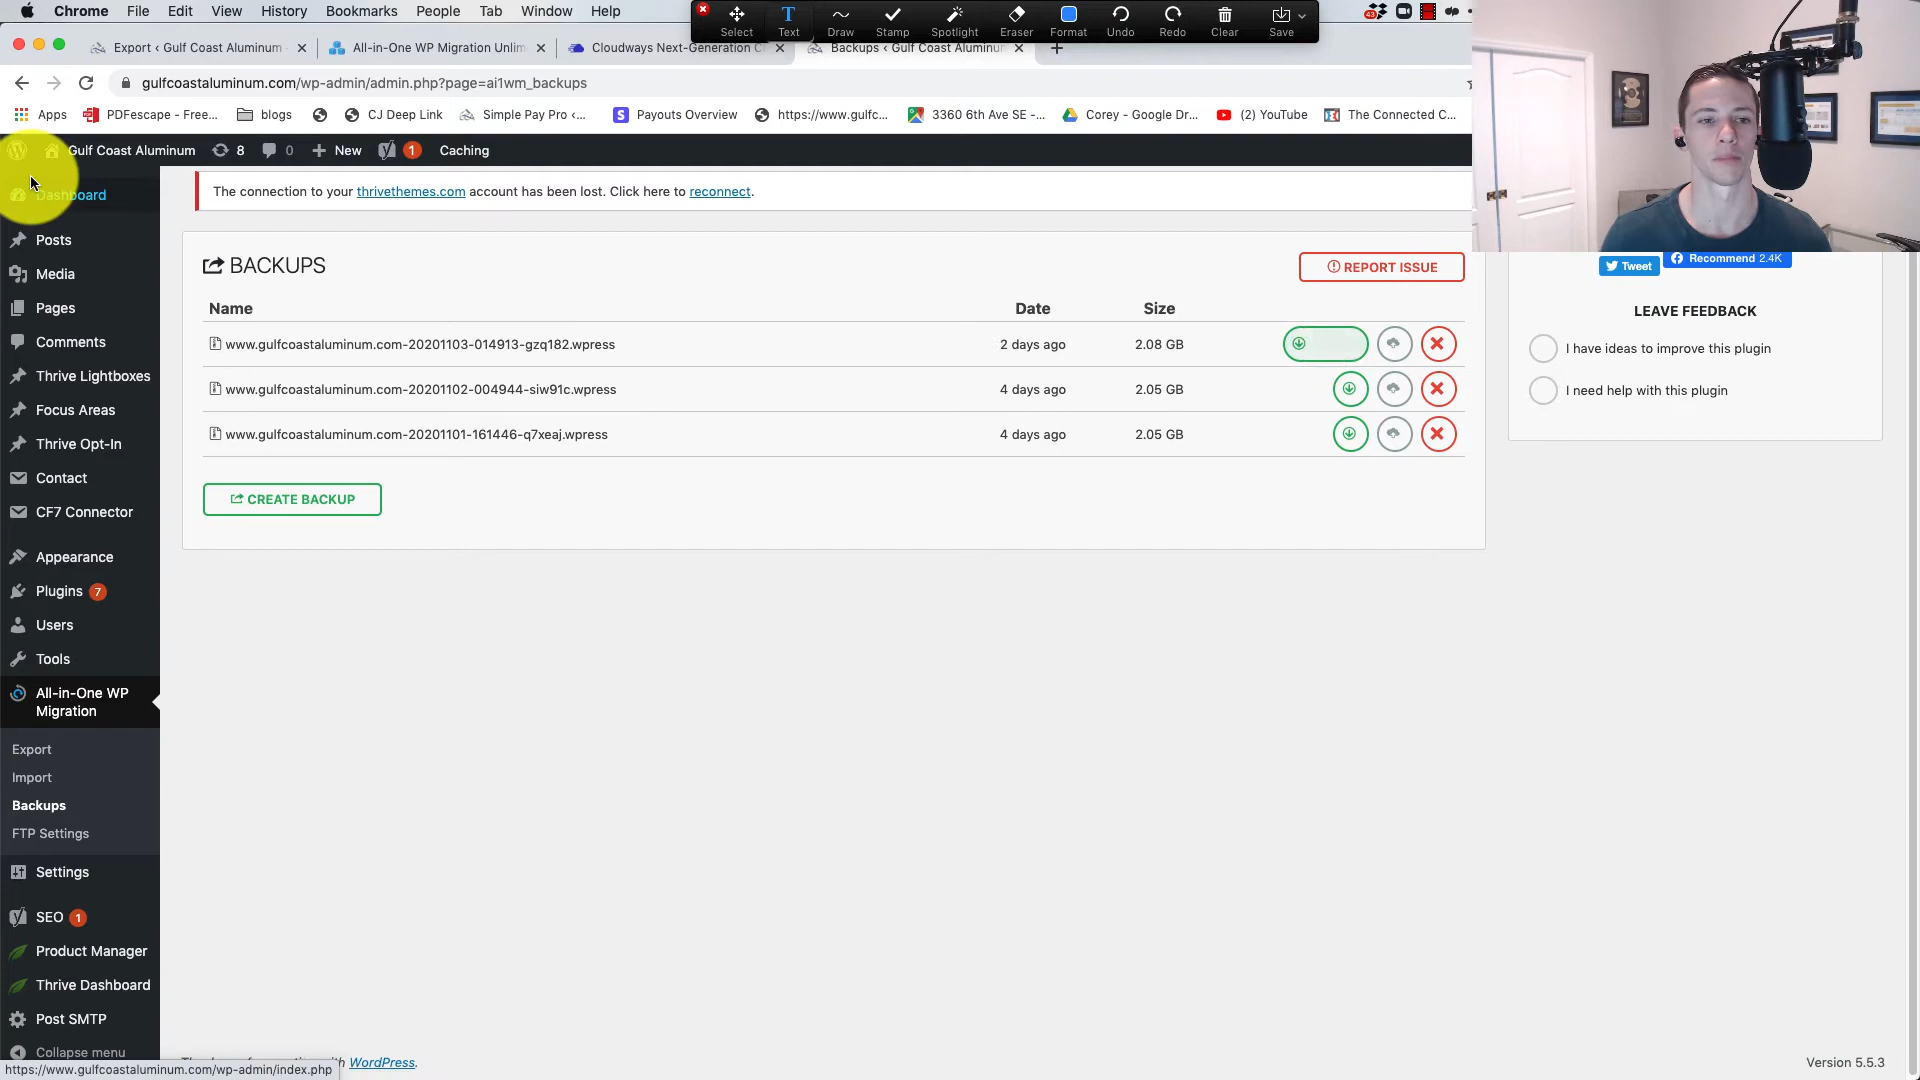 Chrome File Edit View History Bookmarks People Tab Window Help
Select Text Draw Stamp Spotlight Eraser Format Undo Redo Clear Save
43
Export ‹ Gulf Coast Aluminum
All-in-One WP Migration Unlim
Cloudways Next-Generation C
Backups ‹ Gulf Coast Aluminum
gulfcoastaluminum.com/wp-admin/admin.php?page=ai1wm_backups
Apps PDFescape - Free... blogs CJ Deep Link Simple Pay Pro ‹... Payouts Overview https://www.gulfc... 3360 6th Ave SE -... Corey - Google Dr... (2) YouTube The Connected C...
Gulf Coast Aluminum 8 0 New 1 Caching
Dashboard
Posts
Media
Pages
Comments
Thrive Lightboxes
Focus Areas
Thrive Opt-In
Contact
CF7 Connector
Appearance
Plugins 7
Users
Tools
All-in-One WP
Migration
Export
Import
Backups
FTP Settings
Settings
SEO 1
Product Manager
Thrive Dashboard
Post SMTP
Collapse menu
The connection to your thrivethemes.com account has been lost. Click here to reconnect.
BACKUPS
REPORT ISSUE
Name Date Size
www.gulfcoastaluminum.com-20201103-014913-gzq182.wpress 2 days ago 2.08 GB
www.gulfcoastaluminum.com-20201102-004944-siw91c.wpress 4 days ago 2.05 GB
www.gulfcoastaluminum.com-20201101-161446-q7xeaj.wpress 4 days ago 2.05 GB
CREATE BACKUP
Tweet
Recommend 2.4K
LEAVE FEEDBACK
I have ideas to improve this plugin
I need help with this plugin
WordPress.
Version 5.5.3
https://www.gulfcoastaluminum.com/wp-admin/index.php